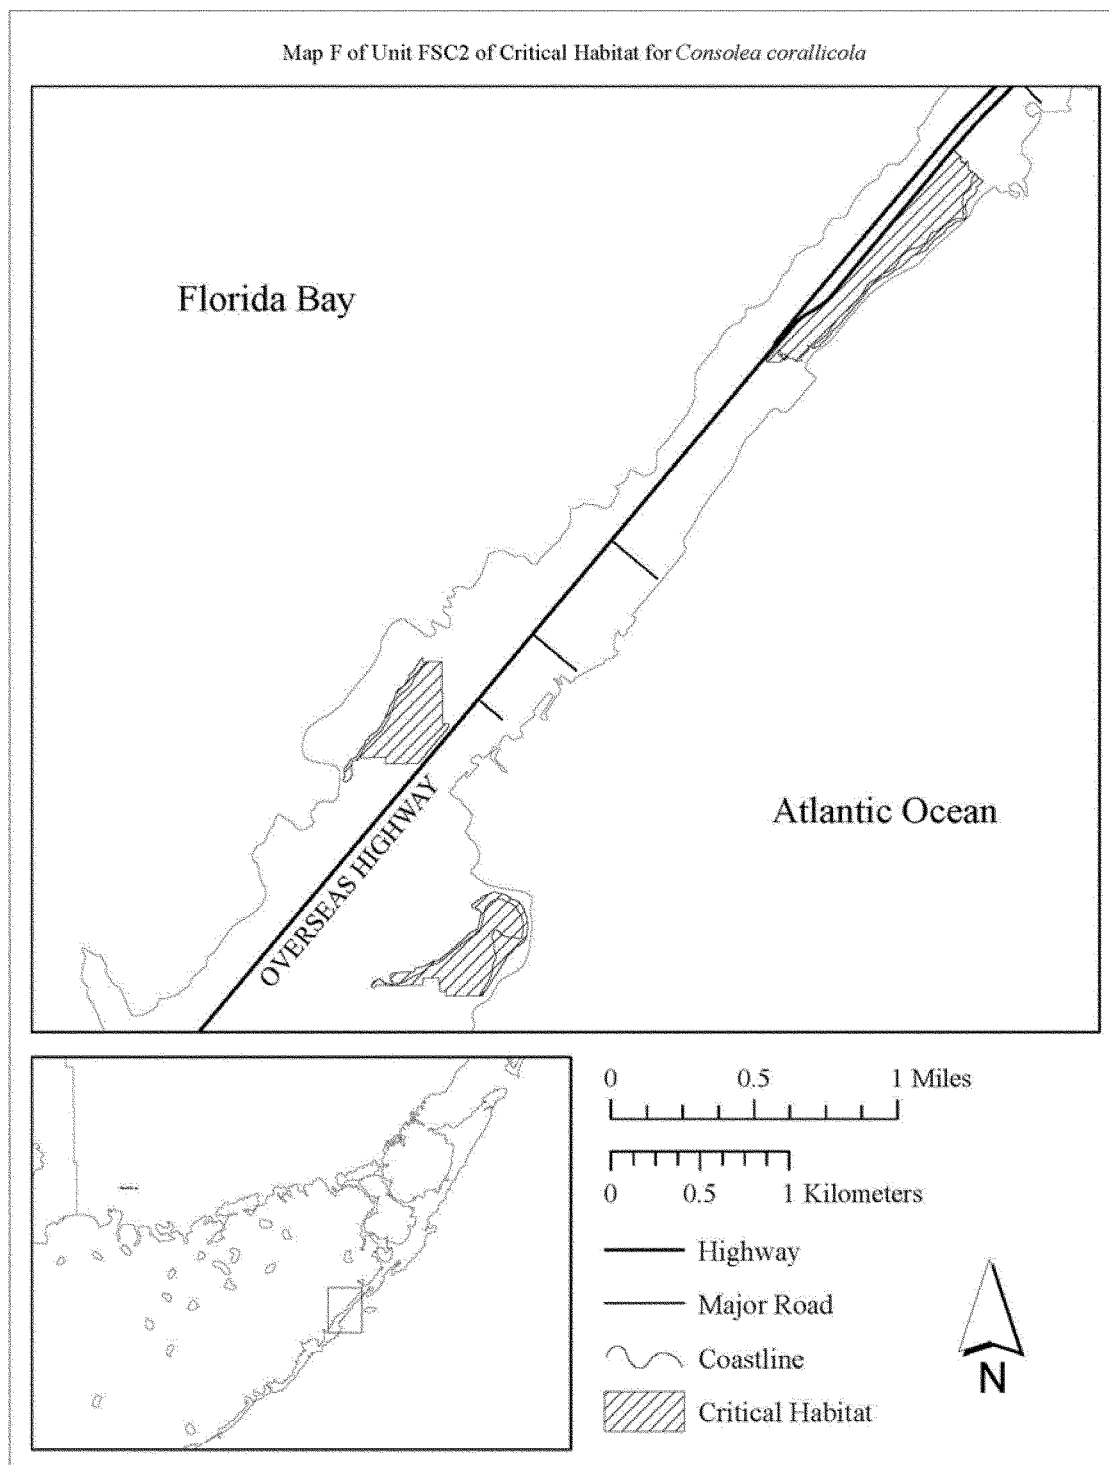 Map F of Unit FSC2 of Critical Habitat for Consolea corallicola
Florida Bay
Atlantic Ocean
OVERSEAS HIGHWAY
0 0.5 1 Miles
0 0.5 1 Kilometers
Highway
Major Road
Coastline
Critical Habitat
N